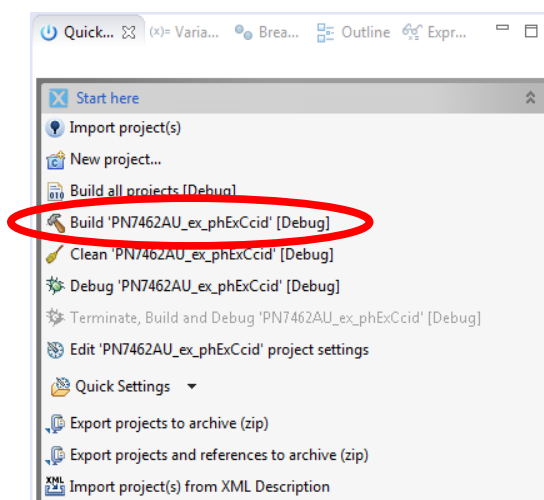 Quick... (x)= Varia... Brea... Outline Expr...
Start here
Import project(s)
New project...
Build all projects [Debug]
Build 'PN7462AU_ex_phExCcid' [Debug]
Clean 'PN7462AU_ex_phExCcid' [Debug]
Debug 'PN7462AU_ex_phExCcid' [Debug]
Terminate, Build and Debug 'PN7462AU_ex_phExCcid' [Debug]
Edit 'PN7462AU_ex_phExCcid' project settings
Quick Settings
Export projects to archive (zip)
Export projects and references to archive (zip)
XML Import project(s) from XML Description